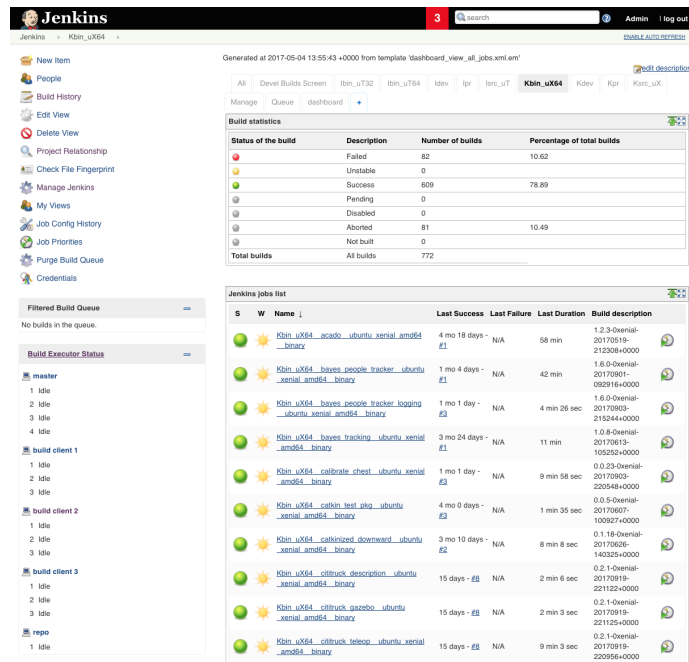 Jenkins
3
search
Admin
| log out
Jenkins
Kbin_uX64
ENABLE AUTO REFRESH
New Item
People
Build History
Edit View
Delete View
Project Relationship
Check File Fingerprint
Manage Jenkins
My Views
Job Config History
Job Priorities
Purge Build Queue
Credentials
Filtered Build Queue
No builds in the queue.
Build Executor Status
master
1 Idle
2 Idle
3 Idle
4 Idle
build client 1
1 Idle
2 Idle
3 Idle
build client 2
1 Idle
2 Idle
3 Idle
build client 3
1 Idle
2 Idle
3 Idle
repo
1 Idle
Generated at 2017-05-04 13:55:43 +0000 from template 'dashboard_view_all_jobs.xml.em'
edit description
All Devel Builds Screen Ibin_uT32 Ibin_uT64 Idev Ipr Isrc_uT Kbin_uX64 Kdev Kpr Ksrc_uX
Manage Queue dashboard +
Build statistics
Status of the build Description Number of builds Percentage of total builds
Failed 82 10.62
Unstable 0
Success 609 78.89
Pending 0
Disabled 0
Aborted 81 10.49
Not built 0
Total builds All builds 772
Jenkins jobs list
S W Name ↓ Last Success Last Failure Last Duration Build description
Kbin_uX64__acado__ubuntu_xenial_amd64
__binary
4 mo 18 days -
#1
N/A
58 min
1.2.3-0xenial-
20170519-
212308+0000
Kbin_uX64__bayes_people_tracker__ubuntu
_xenial_amd64__binary
1 mo 4 days -
#1
N/A
42 min
1.6.0-0xenial-
20170901-
092916+0000
Kbin_uX64__bayes_people_tracker_logging
__ubuntu_xenial_amd64__binary
1 mo 1 day -
#3
N/A
4 min 26 sec
1.6.0-0xenial-
20170903-
215244+0000
Kbin_uX64__bayes_tracking__ubuntu_xenial
_amd64__binary
3 mo 24 days -
#1
N/A
11 min
1.0.8-0xenial-
20170613-
105252+0000
Kbin_uX64__calibrate_chest__ubuntu_xenial
_amd64__binary
1 mo 1 day -
#3
N/A
9 min 58 sec
0.0.23-0xenial-
20170903-
220548+0000
Kbin_uX64__catkin_test_pkg__ubuntu
_xenial_amd64__binary
4 mo 0 days -
#3
N/A
1 min 35 sec
0.0.5-0xenial-
20170607-
100927+0000
Kbin_uX64__catkinized_downward__ubuntu
_xenial_amd64__binary
3 mo 10 days -
#2
N/A
8 min 8 sec
0.1.18-0xenial-
20170626-
140325+0000
Kbin_uX64__cititruck_description__ubuntu
_xenial_amd64__binary
15 days - #8
N/A
2 min 6 sec
0.2.1-0xenial-
20170919-
221122+0000
Kbin_uX64__cititruck_gazebo__ubuntu
_xenial_amd64__binary
15 days - #8
N/A
2 min 3 sec
0.2.1-0xenial-
20170919-
221125+0000
Kbin_uX64__cititruck_teleop__ubuntu_xenial
_amd64__binary
15 days - #8
N/A
9 min 3 sec
0.2.1-0xenial-
20170919-
220956+0000